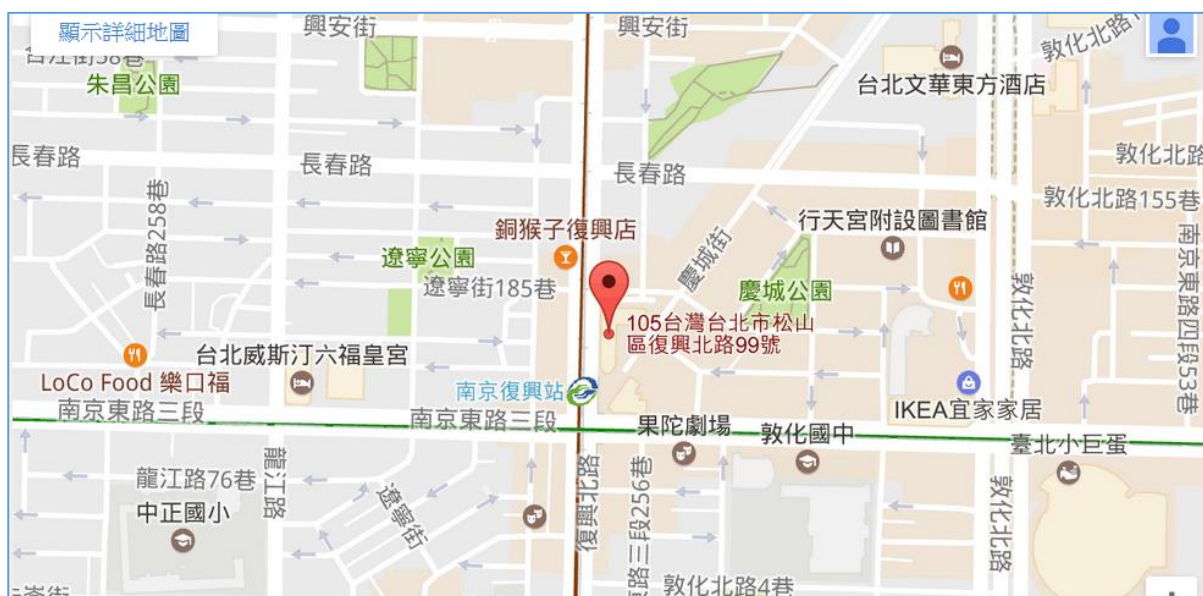 顯示詳細地圖
興安街
興安街
敦化北路
朱昌公園
台北文華東方酒店
長春路
長春路
長春路
敦化北路
敦化北路155巷
長春路258巷
銅猴子復興店
行天宮附設圖書館
遼寧公園
慶城街
遼寧街185巷
慶城公園
敦化北路
南京東路四段53巷
105台灣台北市松山
區復興北路99號
台北威斯汀六福皇宮
LoCo Food 樂口福
南京復興站
IKEA宜家家居
南京東路三段
南京東路三段
果陀劇場
敦化國中
臺北小巨蛋
龍江路76巷
龍江路
遼寧街
復興北路
路三段256巷
敦化北路
中正國小
敦化北路4巷